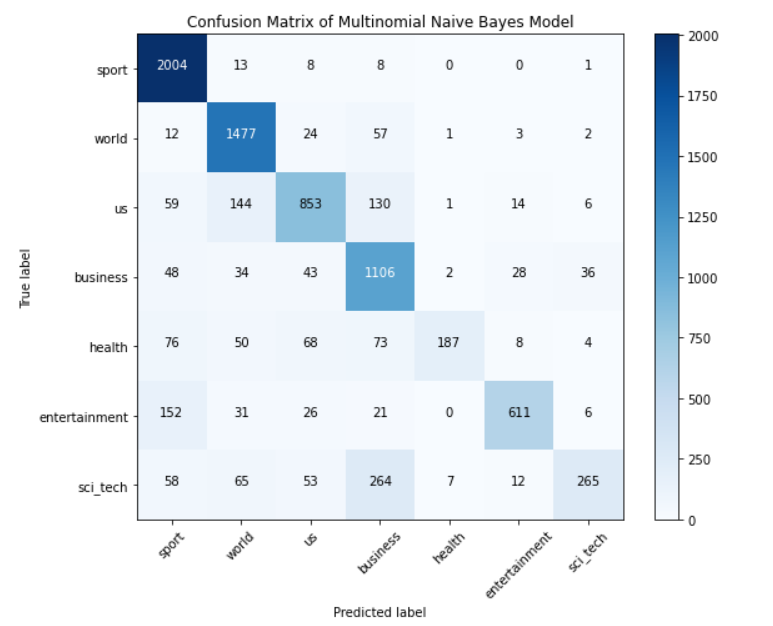 Confusion Matrix of Multinomial Naive Bayes Model
sport 2004 13 8 8 0 0 1
world 12 1477 24 57 1 3 2
us 59 144 853 130 1 14 6
business 48 34 43 1106 2 28 36
health 76 50 68 73 187 8 4
entertainment 152 31 26 21 0 611 6
sci_tech 58 65 53 264 7 12 265
sport world us business health entertainment sci_tech
True label
Predicted label
2000
1750
1500
1250
1000
750
500
250
0